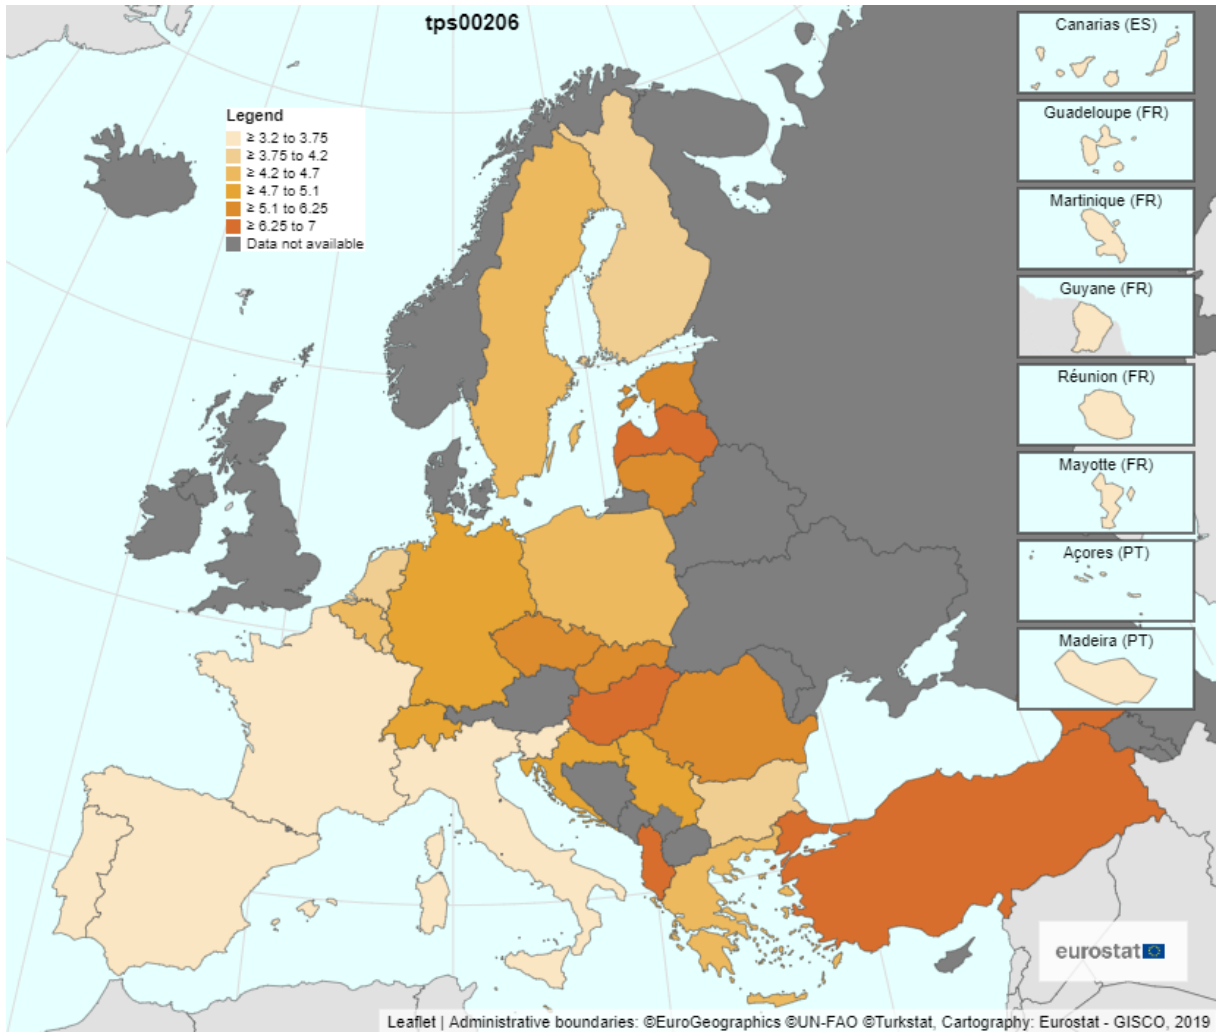 tps00206
Legend
≥ 3.2 to 3.75
≥ 3.75 to 4.2
≥ 4.2 to 4.7
≥ 4.7 to 5.1
≥ 5.1 to 6.25
≥ 6.25 to 7
Data not available
Canarias (ES)
Guadeloupe (FR)
Martinique (FR)
Guyane (FR)
Réunion (FR)
Mayotte (FR)
Açores (PT)
Madeira (PT)
eurostat
Leaflet | Administrative boundaries: ©EuroGeographics ©UN-FAO ©Turkstat, Cartography: Eurostat - GISCO, 2019